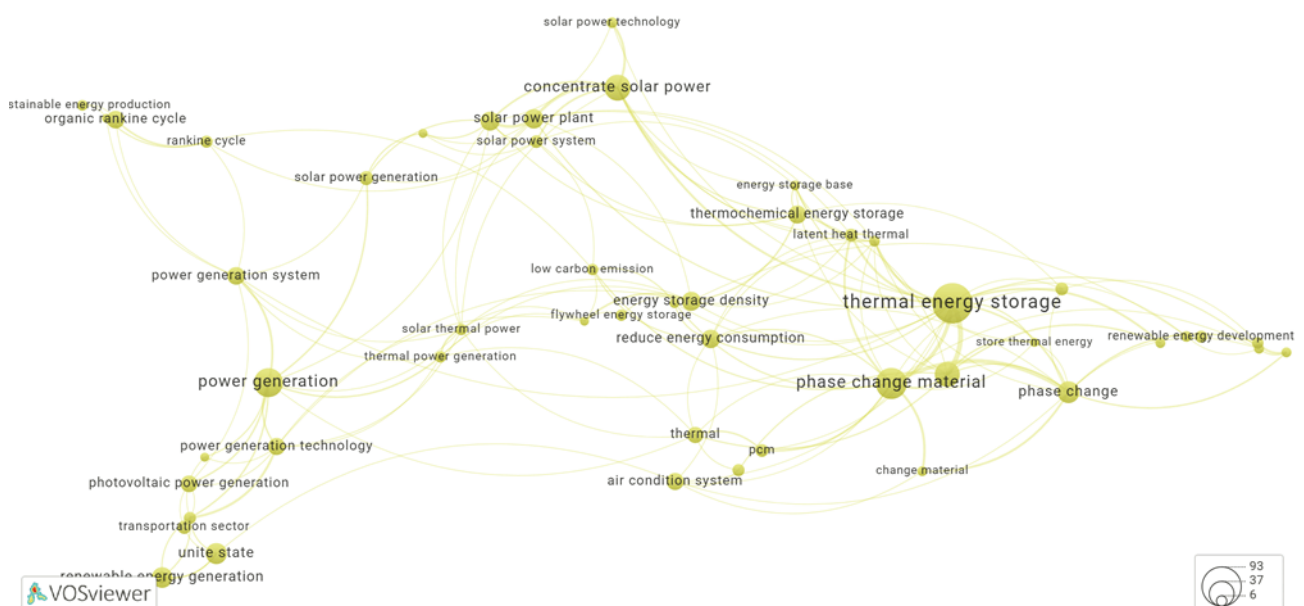 solar power technology
concentrate solar power
stainable energy production
organic rankine cycle
solar power plant
rankine cycle
solar power system
solar power generation
energy storage base
thermochemical energy storage
latent heat thermal
power generation system
low carbon emission
energy storage density
thermal energy storage
flywheel energy storage
solar thermal power
reduce energy consumption
store thermal energy
renewable energy development
thermal power generation
power generation
phase change material
phase change
thermal
power generation technology
pcm
change material
photovoltaic power generation
air condition system
transportation sector
unite state
renewable energy generation
VOSviewer
93
37
6